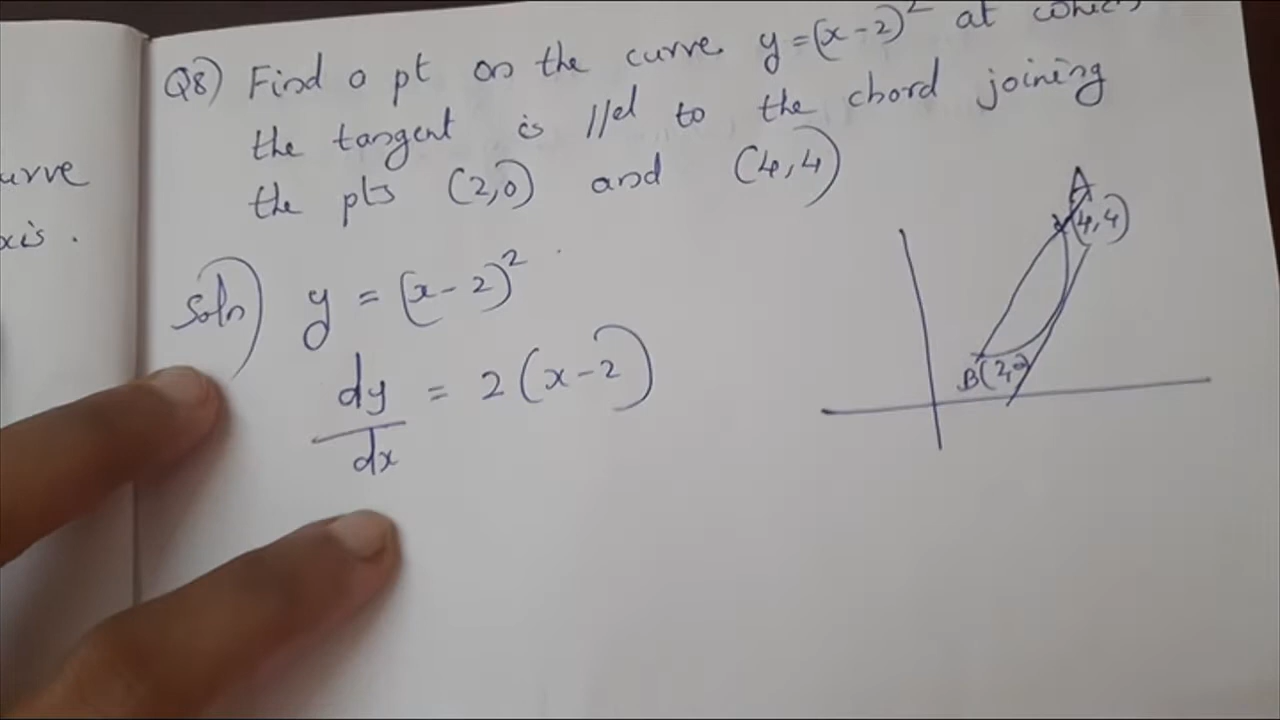 Q8) Find a pt on the curve y=(x-2)² at which
the tangent is //el to the chord joining
the pts (2,0) and (4,4)
urve
xis.
Soln) y = (x-2)²
dy/dx = 2(x-2)
A
(4,4)
B(2,0)